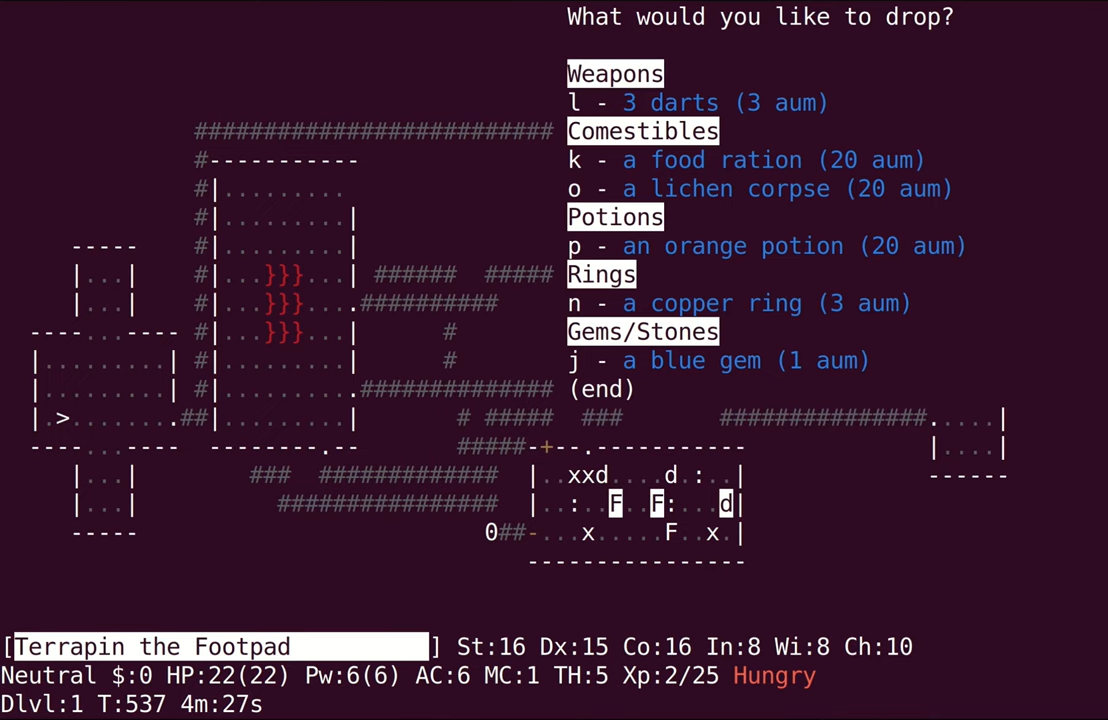 What would you like to drop?
Weapons
l - 3 darts (3 aum)
Comestibles
k - a food ration (20 aum)
o - a lichen corpse (20 aum)
Potions
p - an orange potion (20 aum)
Rings
n - a copper ring (3 aum)
Gems/Stones
j - a blue gem (1 aum)
(end)
##########################
#-----------
#|.........
#|.........|
----- #|.........|
|...| #|...}}}...| ###### #####
|...| #|...}}}....##########
---- ... ---- #|...}}}...| #
|.........| #|.........| #
|.........| #|..........##############
|.>.......##|.........| # ##### ### ###############.....|
----...---- --------.-- #####-+--.----------- |....|
|...| ### ############# |..xxd....d.:..| ------
|...| ################ |..:..F..F:...d|
----- 0##-...x.....F..x.|
----------------
[Terrapin the Footpad ] St:16 Dx:15 Co:16 In:8 Wi:8 Ch:10
Neutral $:0 HP:22(22) Pw:6(6) AC:6 MC:1 TH:5 Xp:2/25 Hungry
Dlvl:1 T:537 4m:27s